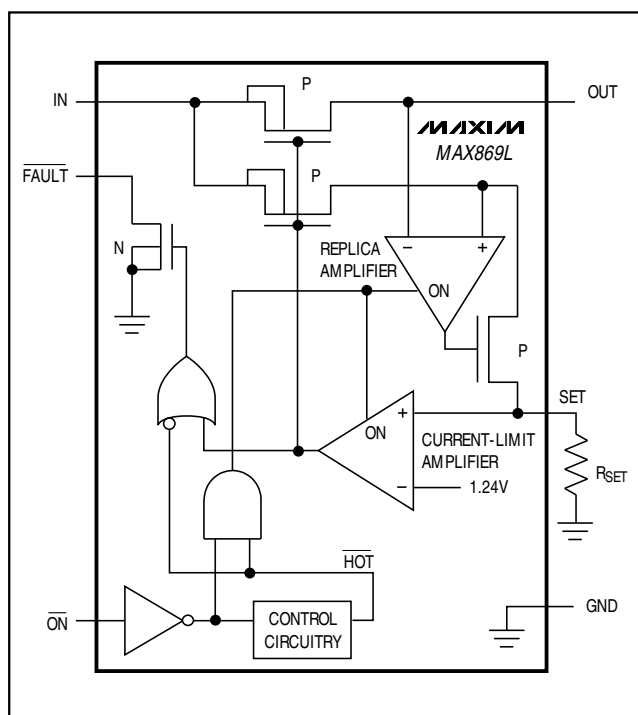 IN
P
OUT
MAXIM
MAX869L
FAULT
P
N
REPLICA
AMPLIFIER
−
+
ON
P
SET
+
ON
CURRENT-LIMIT
AMPLIFIER
−
1.24V
RSET
HOT
GND
ON
CONTROL
CIRCUITRY